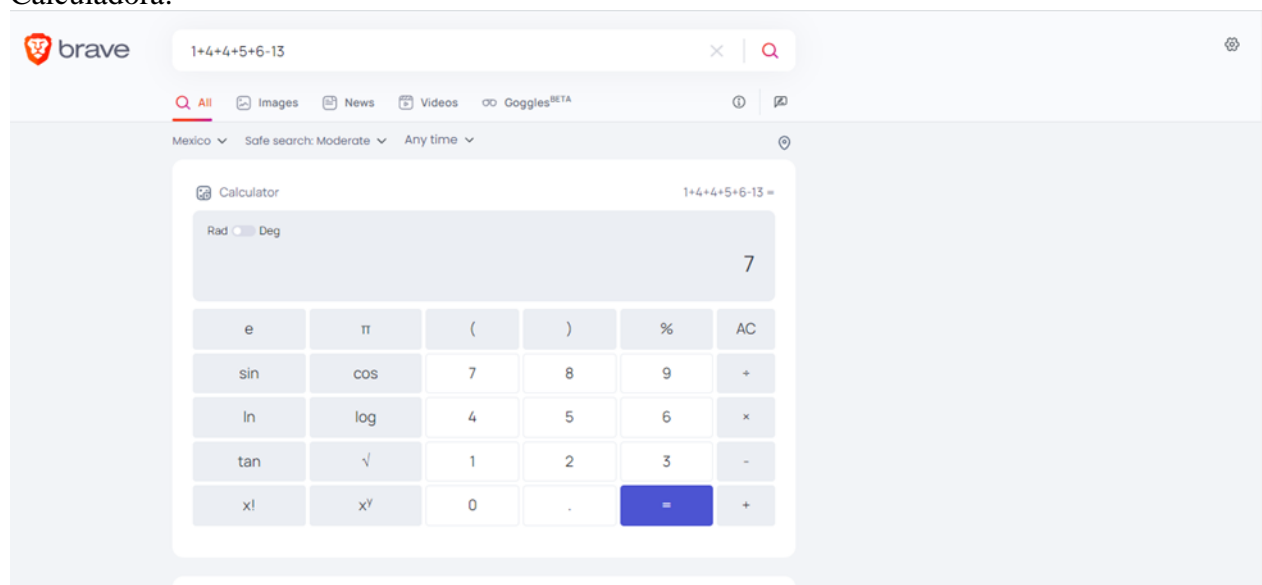 Calculadora.
brave
1+4+4+5+6-13
All Images News Videos Goggles BETA
Mexico Safe search: Moderate Any time
Calculator 1+4+4+5+6-13 =
Rad Deg
7
e π ( ) % AC
sin cos 7 8 9 ÷
ln log 4 5 6 ×
tan √ 1 2 3 -
x! xʸ 0 . = +